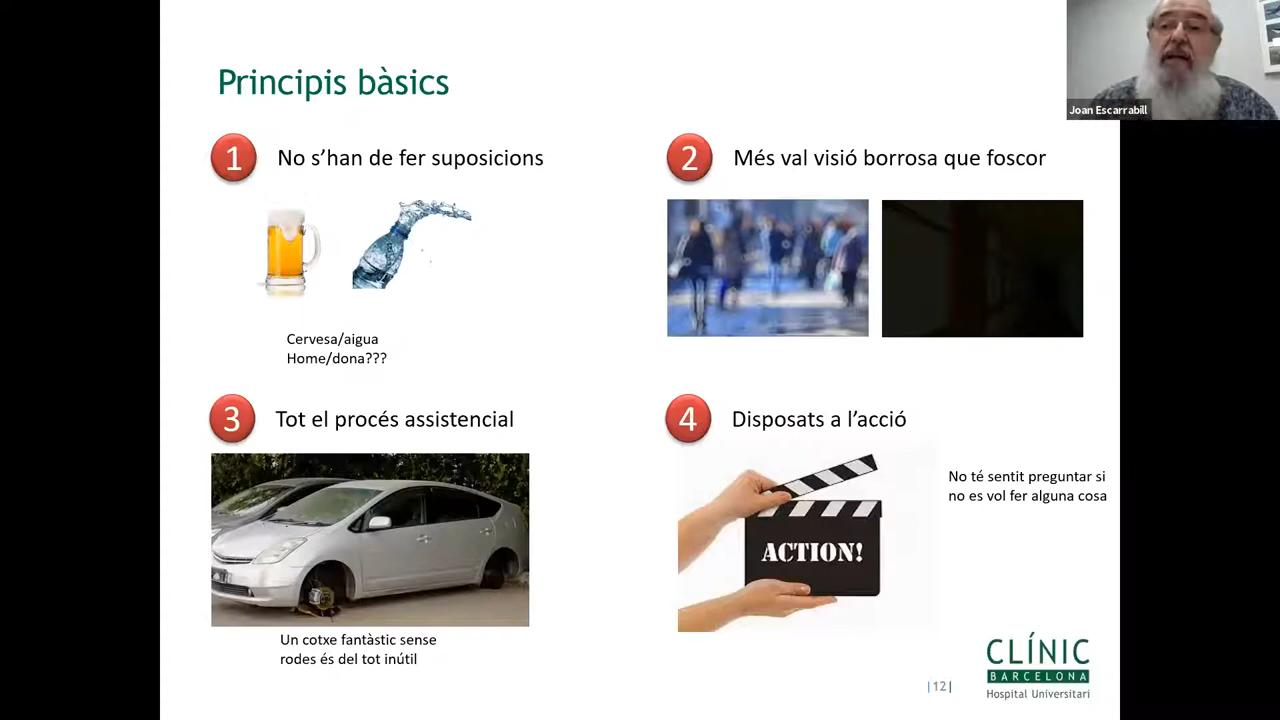 Principis bàsics
Joan Escarrabill
1
No s'han de fer suposicions
Cervesa/aigua
Home/dona???
2
Més val visió borrosa que foscor
3
Tot el procés assistencial
Un cotxe fantàstic sense
rodes és del tot inútil
4
Disposats a l'acció
ACTION!
No té sentit preguntar si
no es vol fer alguna cosa
|12|
CLÍNIC
BARCELONA
Hospital Universitari